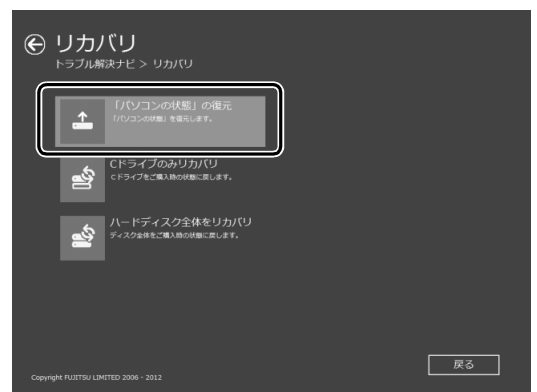 リカバリ
トラブル解決ナビ > リカバリ
「パソコンの状態」の復元
「パソコンの状態」を復元します。
Cドライブのみリカバリ
Cドライブをご購入時の状態に戻します。
ハードディスク全体をリカバリ
ディスク全体をご購入時の状態に戻します。
戻る
Copyright FUJITSU LIMITED 2006 - 2012